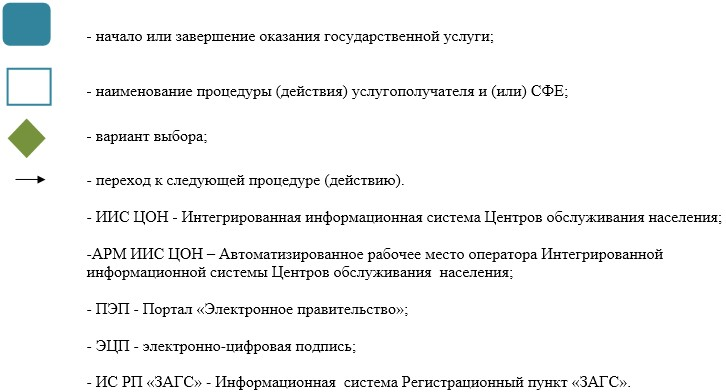 - начало или завершение оказания государственной услуги;
- наименование процедуры (действия) услугополучателя и (или) СФЕ;
- вариант выбора;
- переход к следующей процедуре (действию).
- ИИС ЦОН - Интегрированная информационная система Центров обслуживания населения;
-АРМ ИИС ЦОН – Автоматизированное рабочее место оператора Интегрированной
информационной системы Центров обслуживания населения;
- ПЭП - Портал «Электронное правительство»;
- ЭЦП - электронно-цифровая подпись;
- ИС РП «ЗАГС» - Информационная система Регистрационный пункт «ЗАГС».